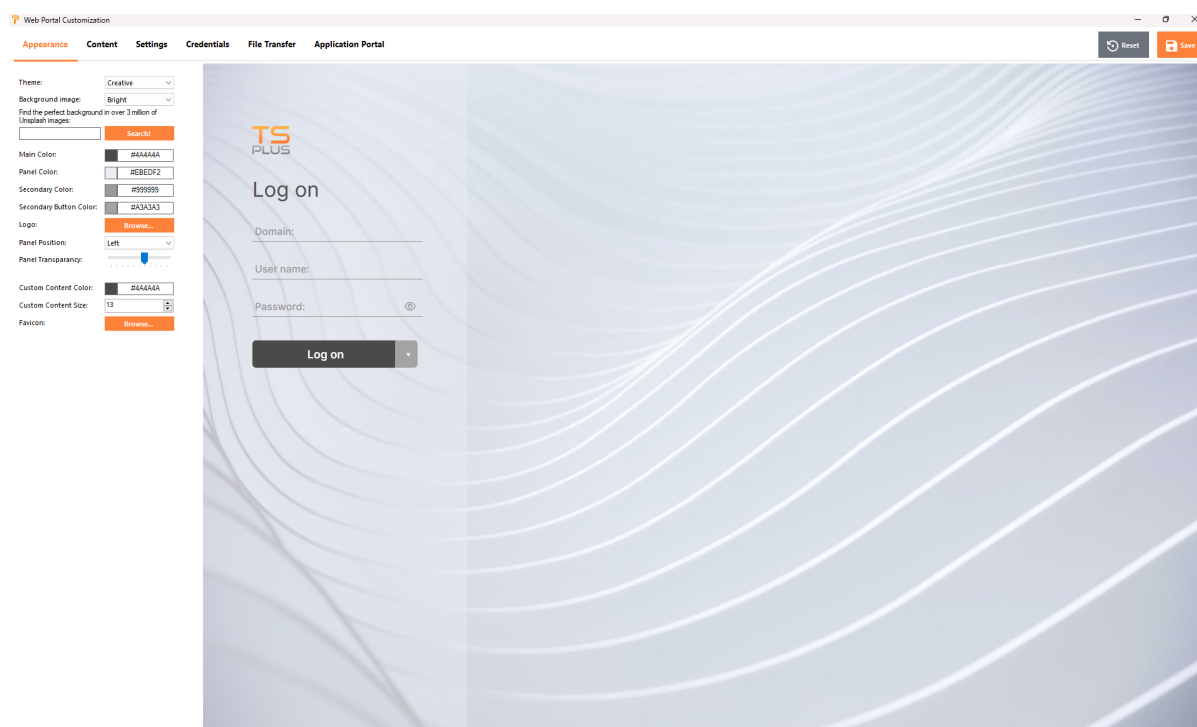 Web Portal Customization
Appearance Content Settings Credentials File Transfer Application Portal Reset Save
Theme: Creative
Background image: Bright
Find the perfect background in over 3 million of
Unsplash images:
Search!
Main Color: #4A4A4A
Panel Color: #EBEDF2
Secondary Color: #999999
Secondary Button Color: #A3A3A3
Logo: Browse...
Panel Position: Left
Panel Transparancy:
Custom Content Color: #4A4A4A
Custom Content Size: 13
Favicon: Browse...
TS
PLUS
Log on
Domain:
User name:
Password:
Log on